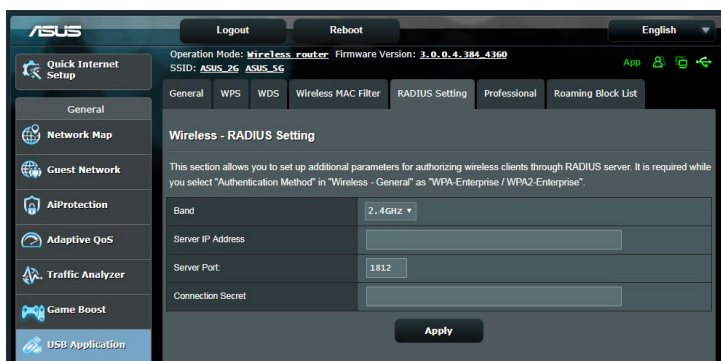 ASUS
Logout
Reboot
English
Quick Internet Setup
Operation Mode: Wireless router Firmware Version: 3.0.0.4.384_4360
SSID: ASUS_2G ASUS_5G
App
General
WPS
WDS
Wireless MAC Filter
RADIUS Setting
Professional
Roaming Block List
General
Network Map
Guest Network
AiProtection
Adaptive QoS
Traffic Analyzer
Game Boost
USB Application
Wireless - RADIUS Setting
This section allows you to set up additional parameters for authorizing wireless clients through RADIUS server. It is required while
you select "Authentication Method" in "Wireless - General" as "WPA-Enterprise / WPA2-Enterprise".
Band
2.4GHz
Server IP Address
Server Port:
1812
Connection Secret
Apply